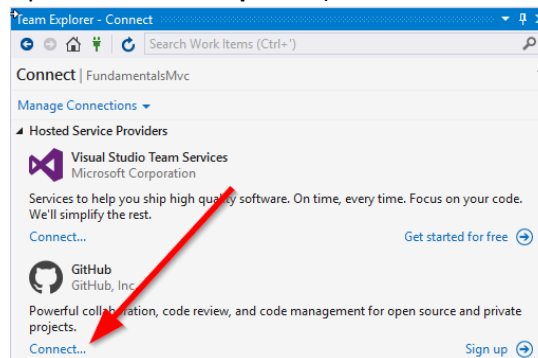 Team Explorer - Connect
Search Work Items (Ctrl+')
Connect | FundamentalsMvc
Manage Connections
Hosted Service Providers
Visual Studio Team Services
Microsoft Corporation
Services to help you ship high quality software. On time, every time. Focus on your code.
We'll simplify the rest.
Connect... Get started for free
GitHub
GitHub, Inc.
Powerful collaboration, code review, and code management for open source and private
projects.
Connect... Sign up